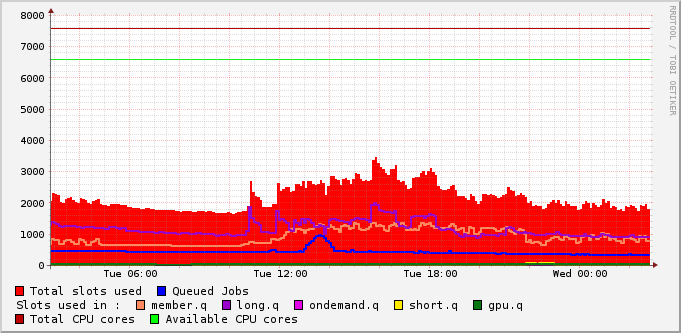 RRDTOOL / TOBI OETIKER
8000
7000
6000
5000
4000
3000
2000
1000
0
Tue 06:00 Tue 12:00 Tue 18:00 Wed 00:00
Total slots used Queued Jobs
Slots used in : member.q long.q ondemand.q short.q gpu.q
Total CPU cores Available CPU cores